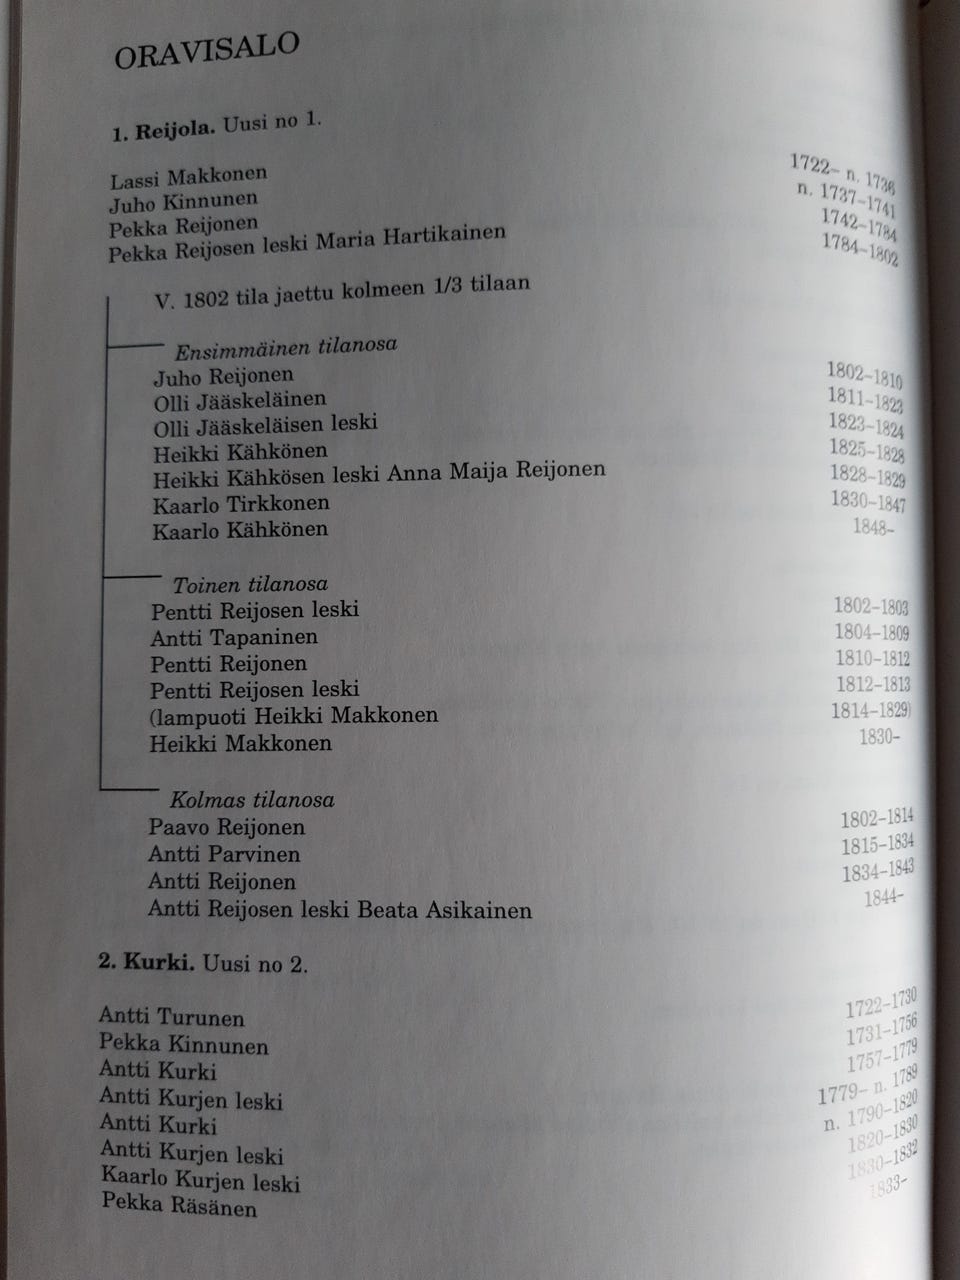 ORAVISALO
1. Reijola. Uusi no 1.
Lassi Makkonen 1722– n. 1736
Juho Kinnunen n. 1737–1741
Pekka Reijonen 1742–1784
Pekka Reijosen leski Maria Hartikainen 1784–1802
V. 1802 tila jaettu kolmeen 1/3 tilaan
Ensimmäinen tilanosa
Juho Reijonen 1802–1810
Olli Jääskeläinen 1811–1823
Olli Jääskeläisen leski 1823–1824
Heikki Kähkönen 1825–1828
Heikki Kähkösen leski Anna Maija Reijonen 1828–1829
Kaarlo Tirkkonen 1830–1847
Kaarlo Kähkönen 1848–
Toinen tilanosa
Pentti Reijosen leski 1802–1803
Antti Tapaninen 1804–1809
Pentti Reijonen 1810–1812
Pentti Reijosen leski 1812–1813
(lampuoti Heikki Makkonen 1814–1829)
Heikki Makkonen 1830–
Kolmas tilanosa
Paavo Reijonen 1802–1814
Antti Parvinen 1815–1834
Antti Reijonen 1834–1843
Antti Reijosen leski Beata Asikainen 1844–
2. Kurki. Uusi no 2.
Antti Turunen 1722–1730
Pekka Kinnunen 1731–1756
Antti Kurki 1757–1779
Antti Kurjen leski 1779– n. 1789
Antti Kurki n. 1790–1820
Antti Kurjen leski 1820–1830
Kaarlo Kurjen leski 1830–1832
Pekka Räsänen 1833–